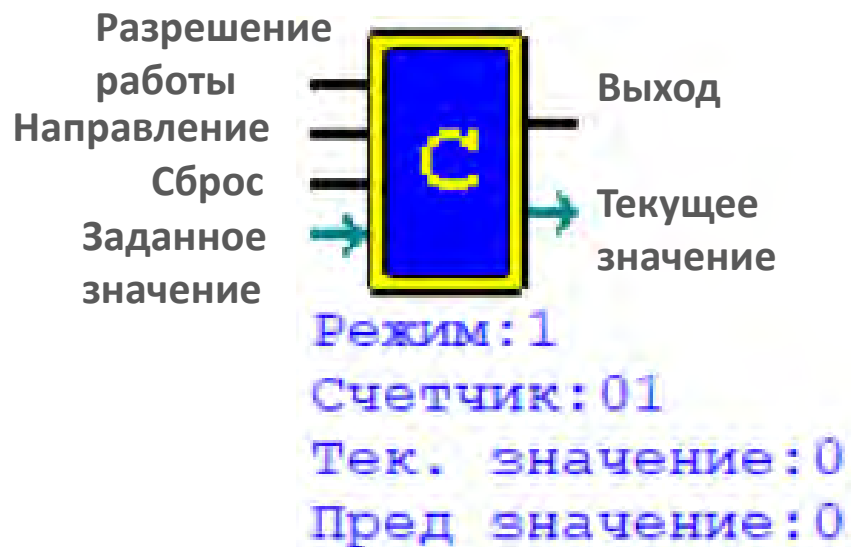 Разрешение
работы
Направление
Сброс
Заданное
значение
C
Выход
Текущее
значение
Режим:1
Счетчик:01
Тек. значение:0
Пред значение:0